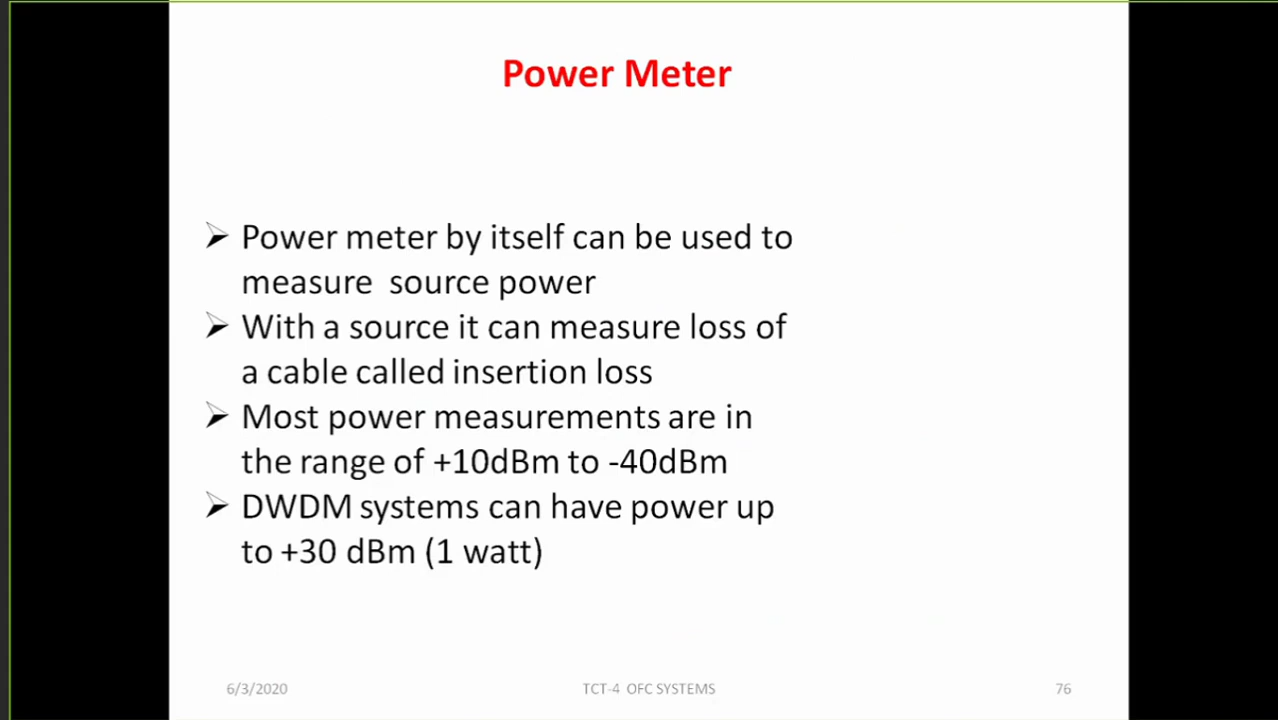 Power Meter
➢ Power meter by itself can be used to
measure  source power
➢ With a source it can measure loss of
a cable called insertion loss
➢ Most power measurements are in
the range of +10dBm to -40dBm
➢ DWDM systems can have power up
to +30 dBm (1 watt)
6/3/2020
TCT-4  OFC SYSTEMS
76